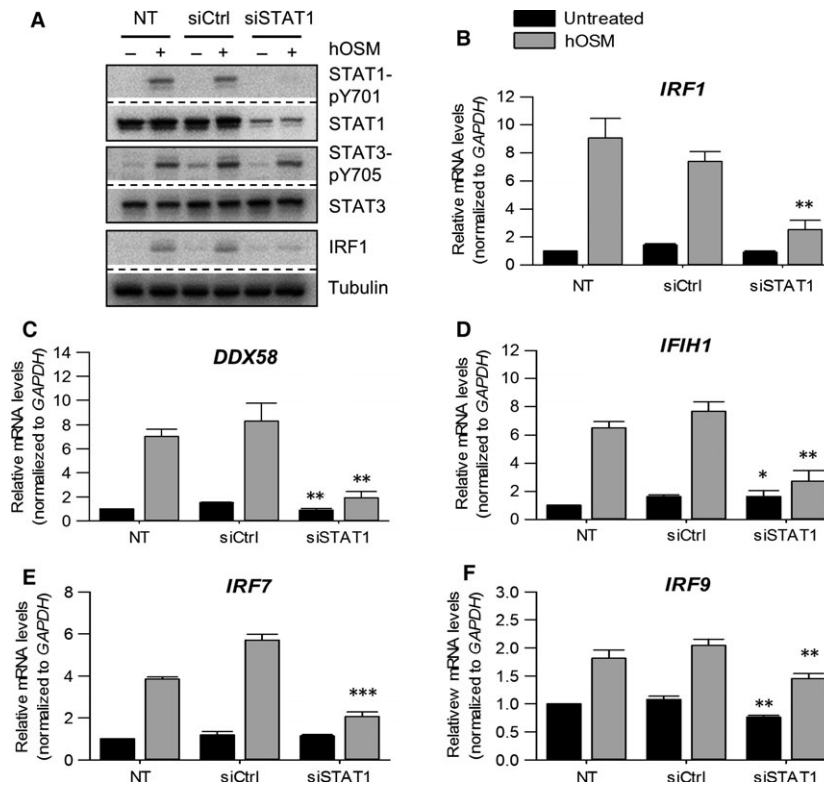 A
NT siCtrl siSTAT1
– + – + – + hOSM
STAT1-
pY701
STAT1
STAT3-
pY705
STAT3
IRF1
Tubulin
Untreated
hOSM
B
IRF1
Relative mRNA levels
(normalized to GAPDH)
12
10
8
6
4
2
0
**
NT siCtrl siSTAT1
C
DDX58
Relative mRNA levels
(normaliezed to GAPDH)
14
12
10
8
6
4
2
0
** **
NT siCtrl siSTAT1
D
IFIH1
Relative mRNA levels
(normalized to GAPDH)
12
10
8
6
4
2
0
* **
NT siCtrl siSTAT1
E
IRF7
Relative mRNA levels
(normalized to GAPDH)
8
6
4
2
0
***
NT siCtrl siSTAT1
F
IRF9
Relativew mRNA levels
(normalized to GAPDH)
3.0
2.5
2.0
1.5
1.0
0.5
0.0
** **
NT siCtrl siSTAT1